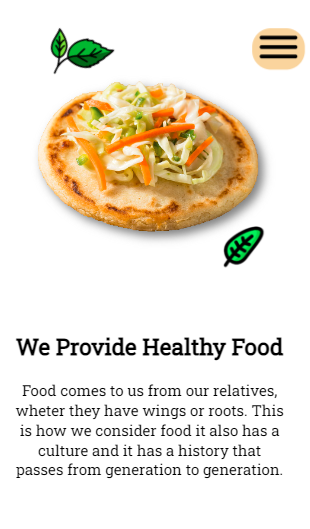 We Provide Healthy Food
Food comes to us from our relatives,
wheter they have wings or roots. This
is how we consider food it also has a
culture and it has a history that
passes from generation to generation.